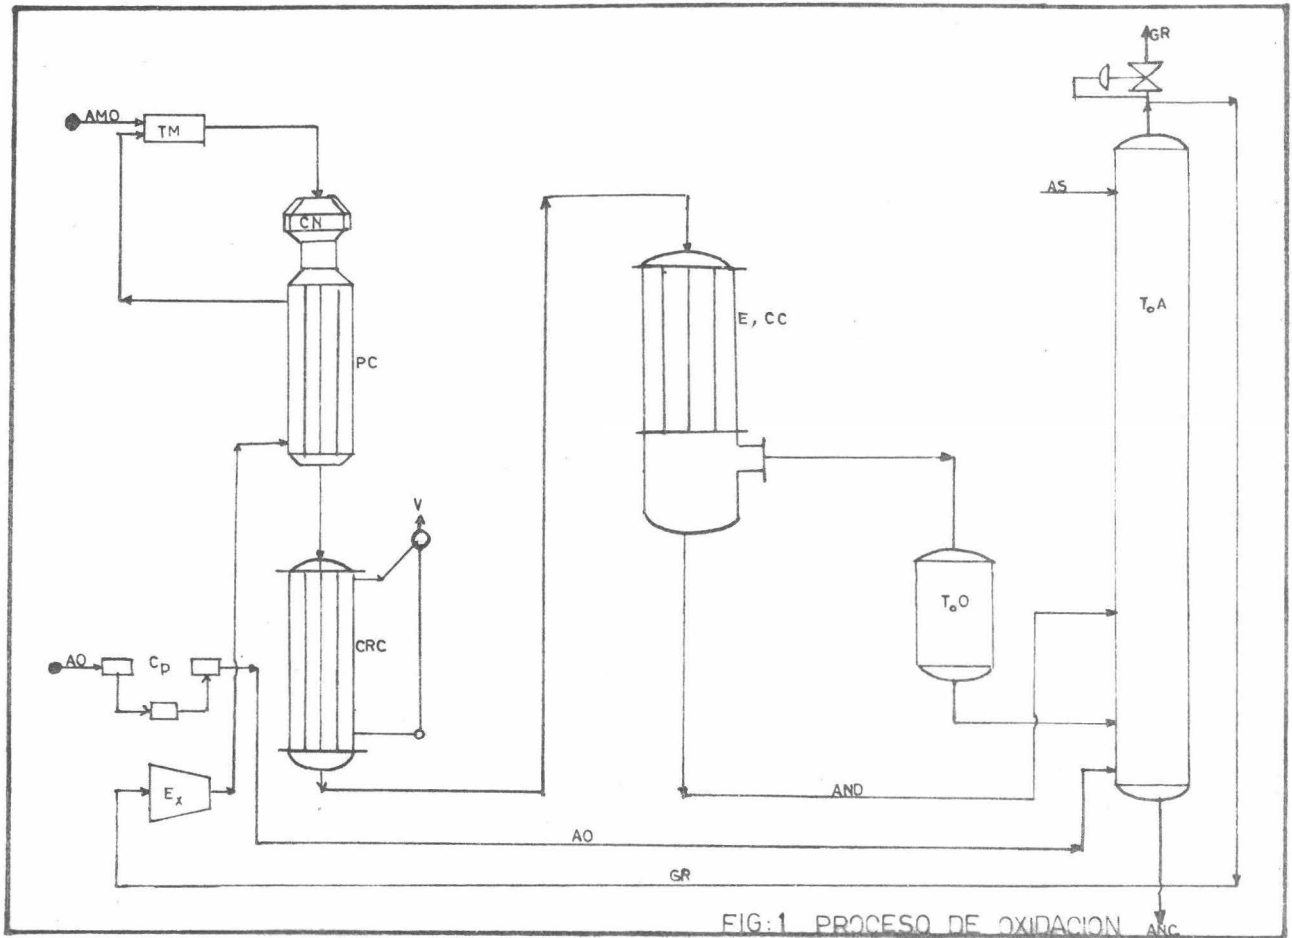 GR
AMO
TM
AS
CN
T₀A
E, CC
PC
V
T₀O
CRC
AO
Cp
Ex
AND
AO
GR
FIG:1 PROCESO DE OXIDACION
ANC